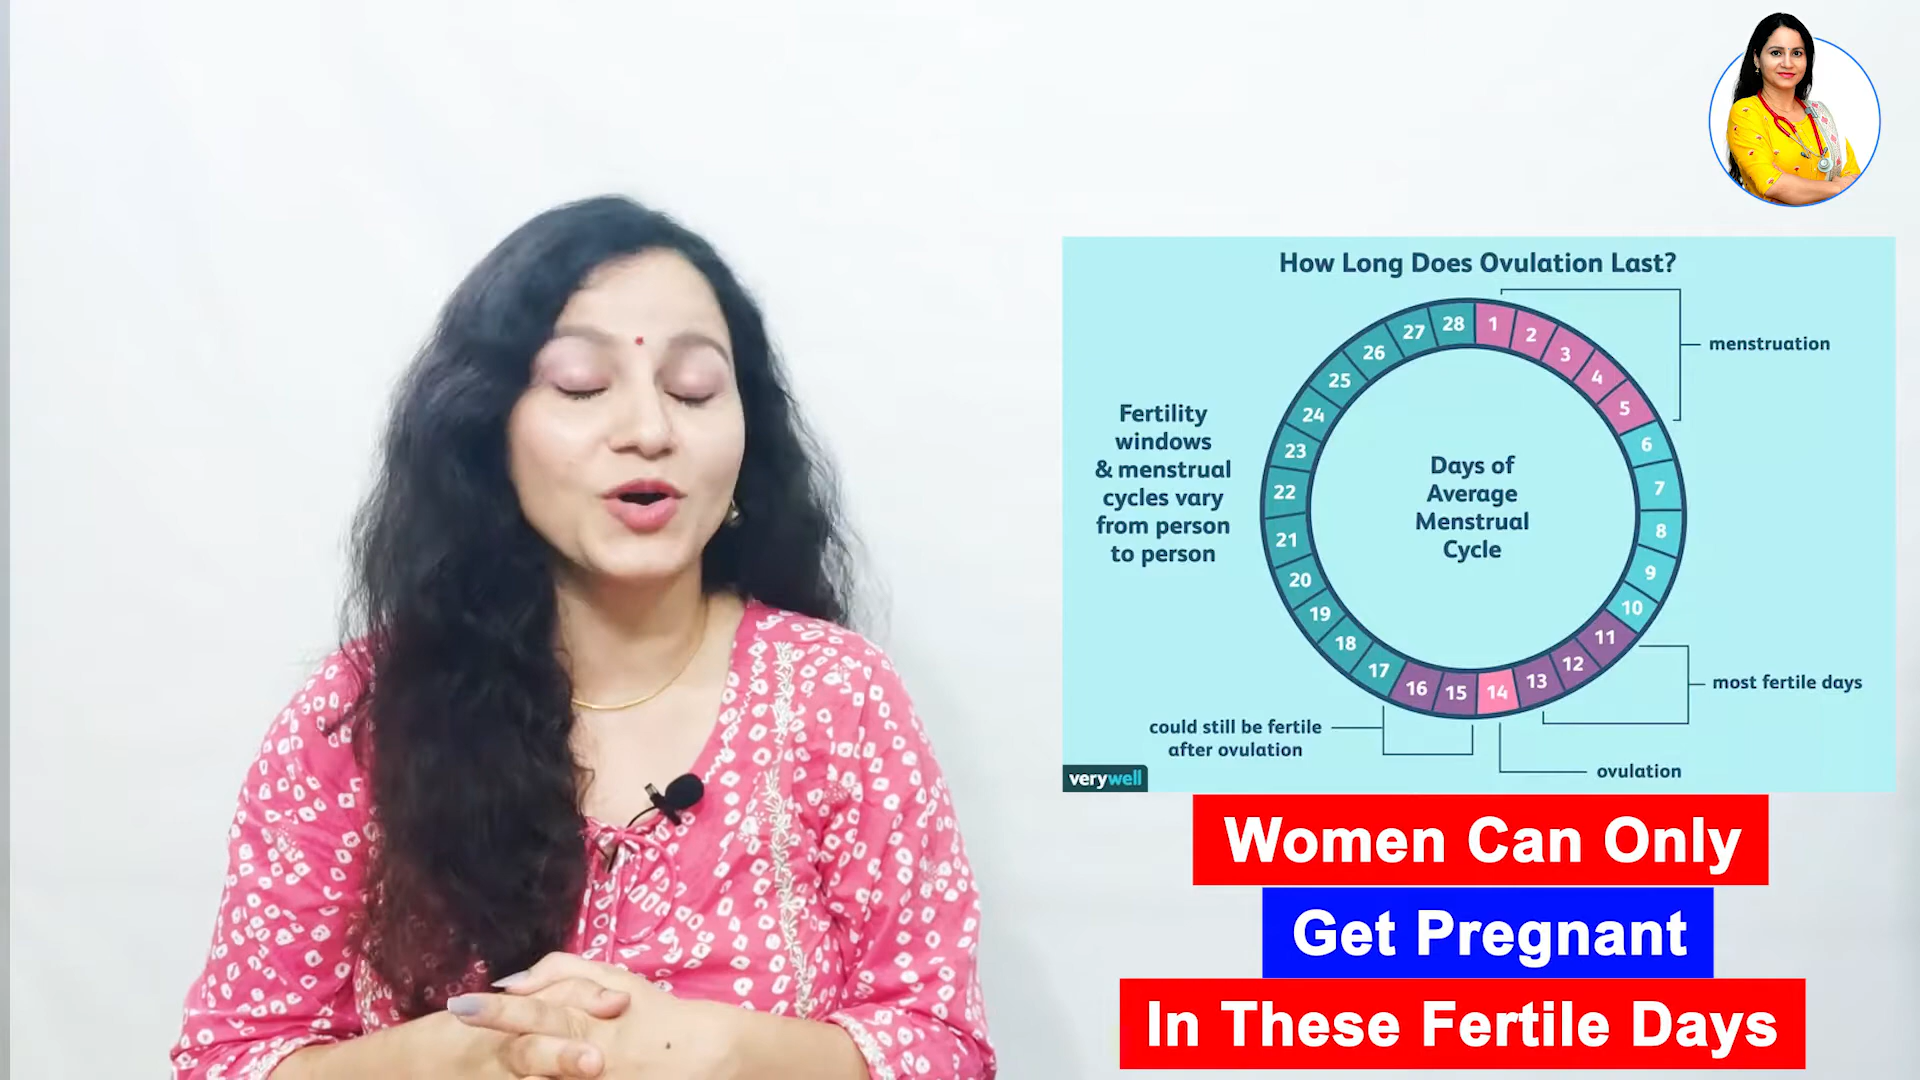 How Long Does Ovulation Last?
28 1 2 3 4 5 6 7 8 9 10 11 12 13 14 15 16 17 18 19 20 21 22 23 24 25 26 27
menstruation
Fertility
windows
& menstrual
cycles vary
from person
to person
Days of
Average
Menstrual
Cycle
most fertile days
could still be fertile
after ovulation
ovulation
verywell
Women Can Only
Get Pregnant
In These Fertile Days